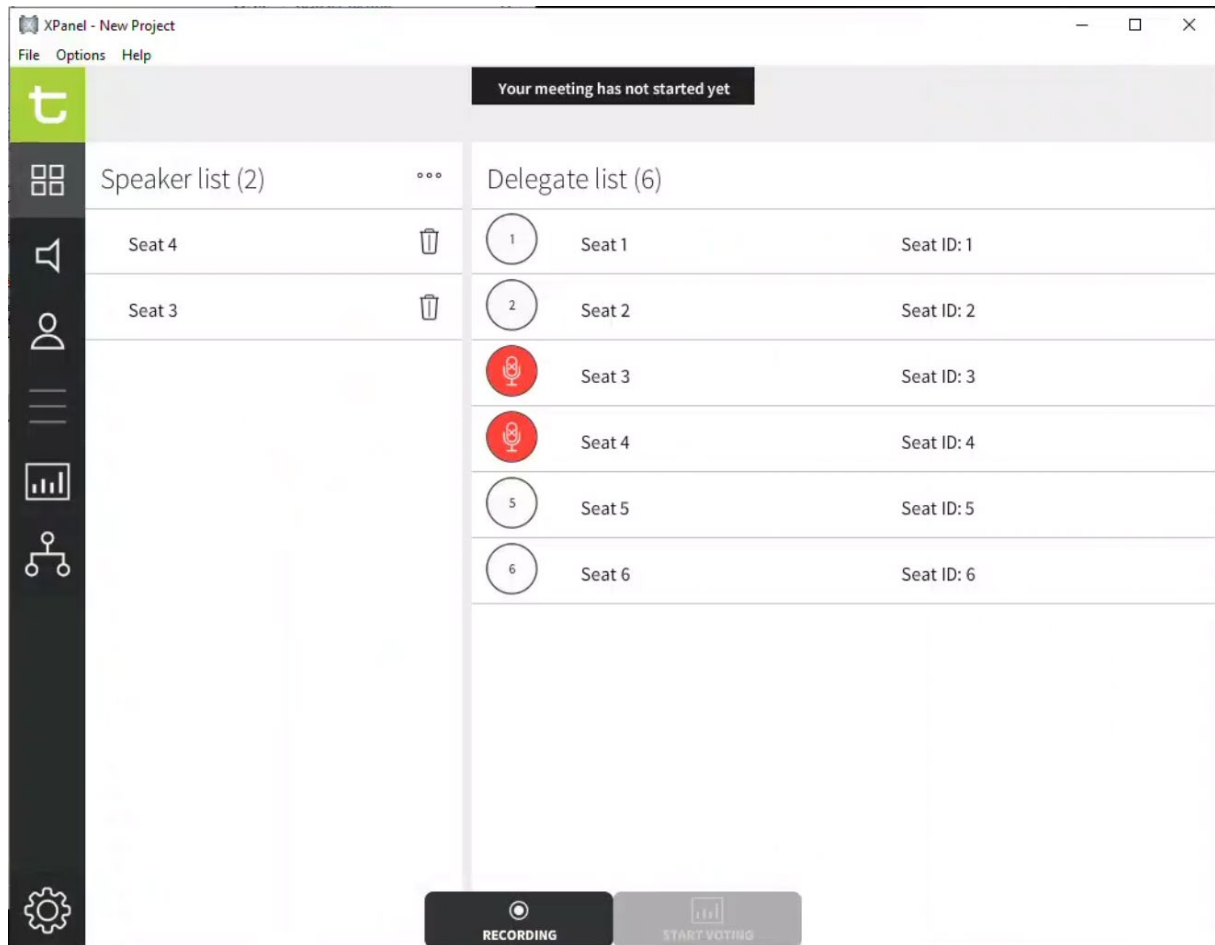 XPanel - New Project
File Options Help
Your meeting has not started yet
Speaker list (2)
Seat 4
Seat 3
Delegate list (6)
1 Seat 1 Seat ID: 1
2 Seat 2 Seat ID: 2
Seat 3 Seat ID: 3
Seat 4 Seat ID: 4
5 Seat 5 Seat ID: 5
6 Seat 6 Seat ID: 6
RECORDING
START VOTING